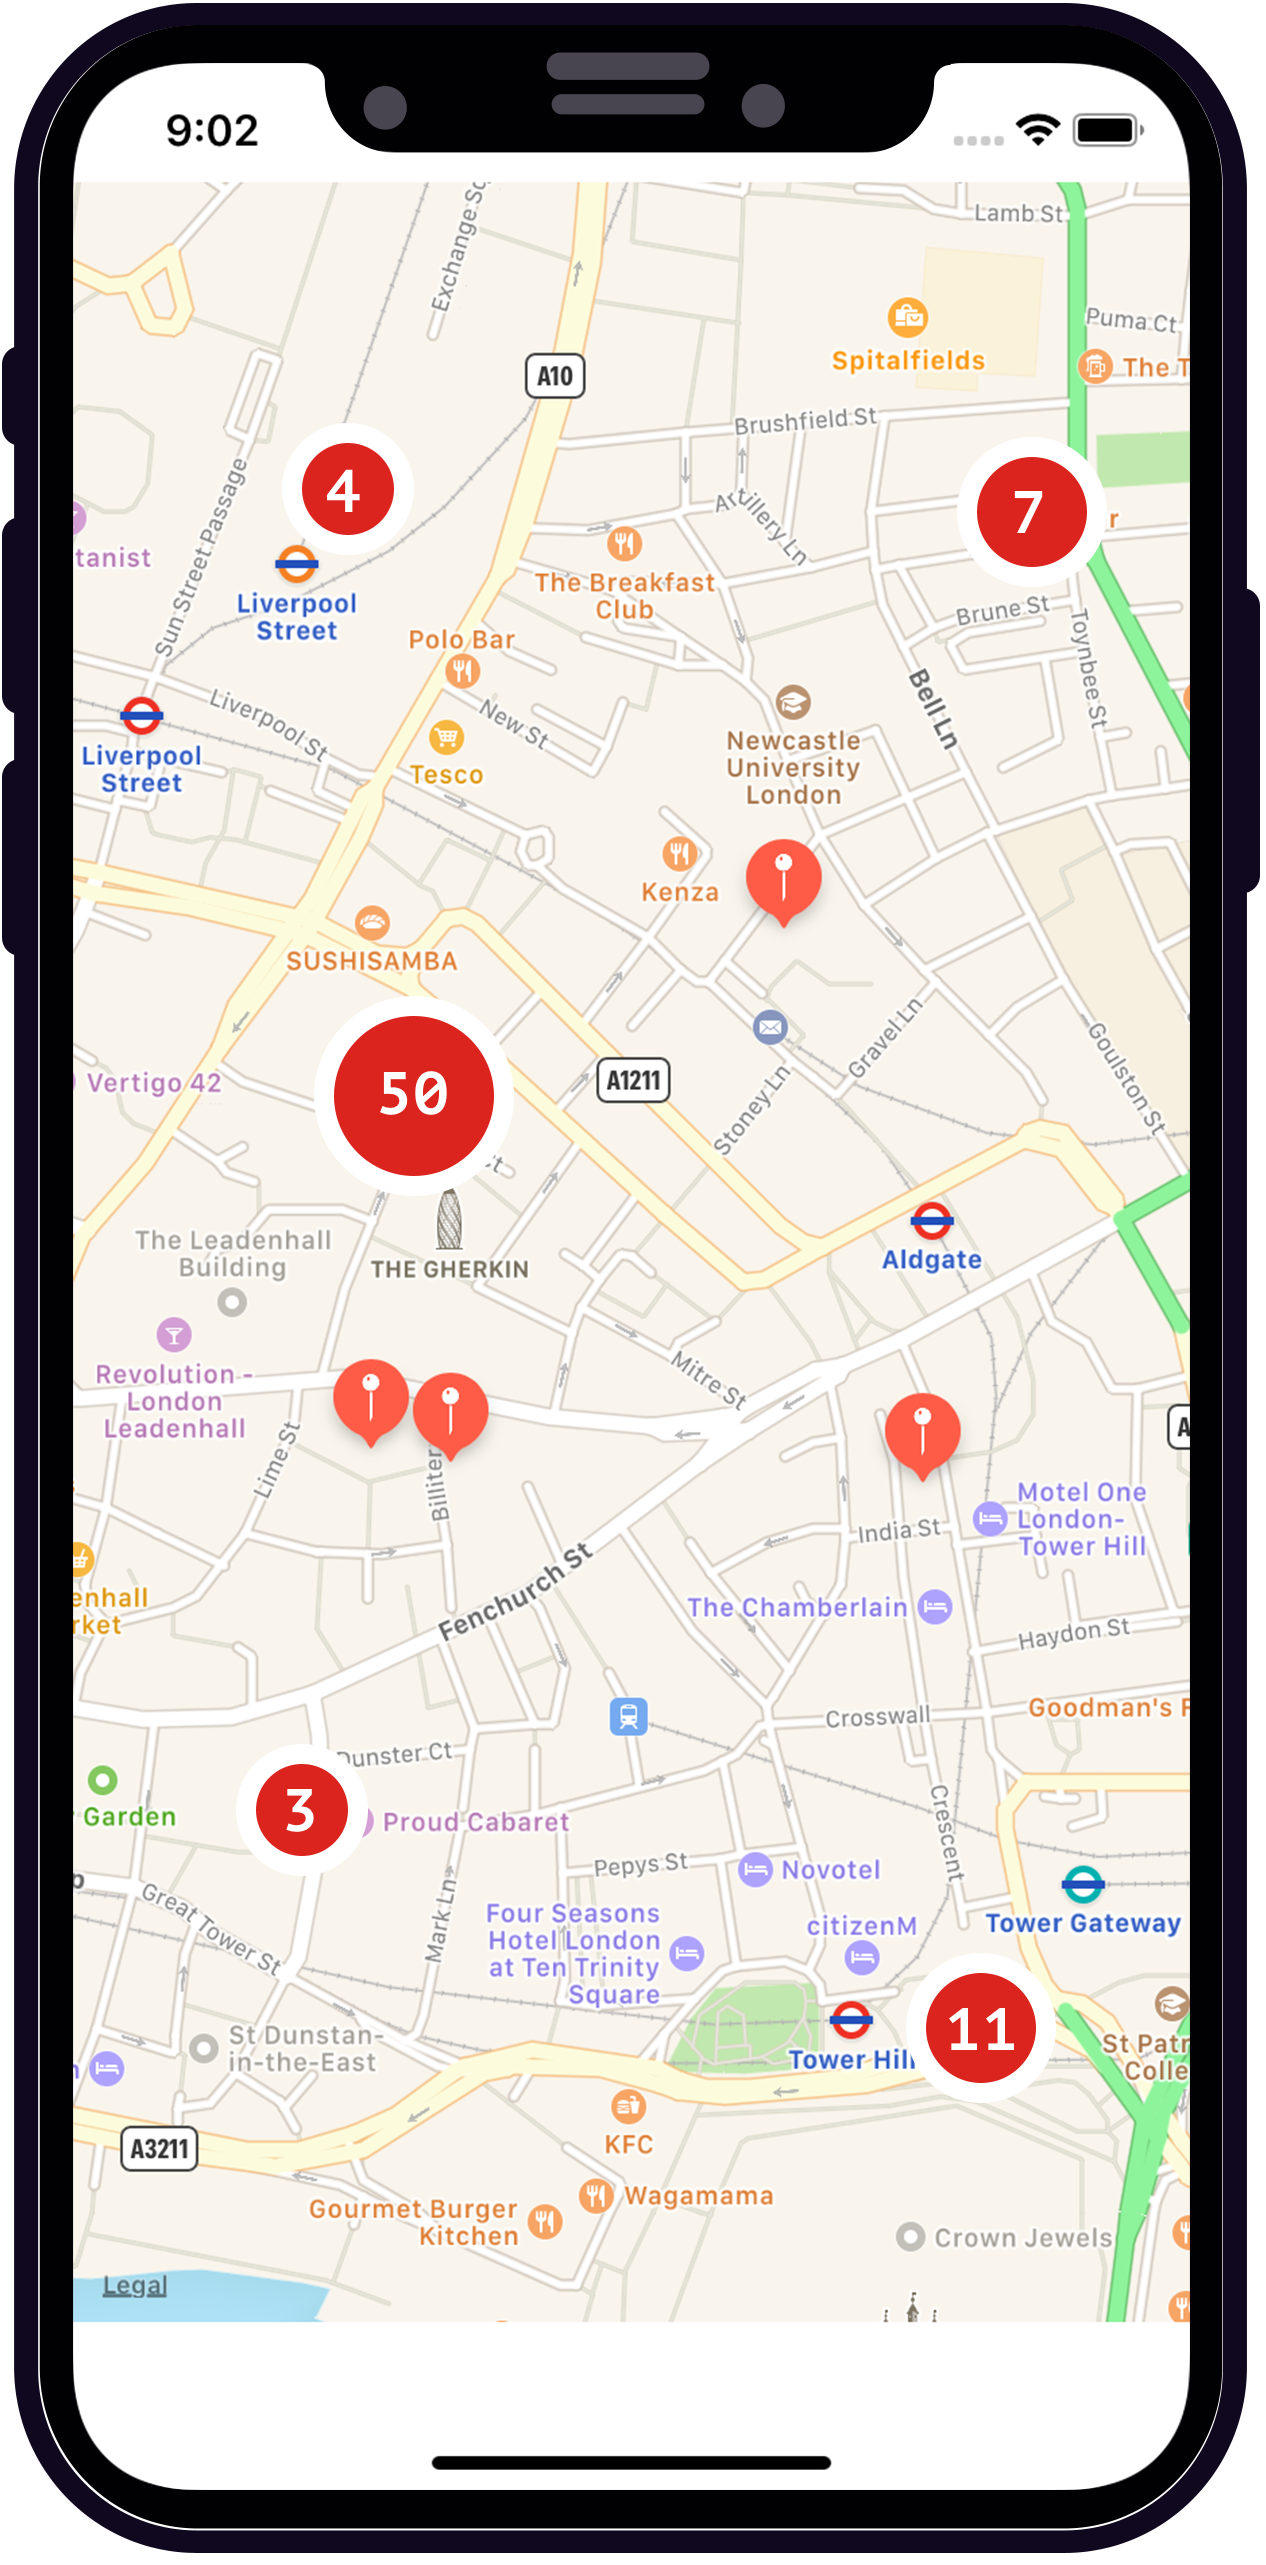 9:02
Exchange Sq
Lamb St
Puma Ct
Spitalfields
The T
A10
Brushfield St
4
7
Artillery Ln
r
tanist
Sun Street Passage
Liverpool
Street
The Breakfast
Club
Brune St
Toynbee St
Polo Bar
Bell Ln
Liverpool St
New St
Liverpool
Street
Tesco
Newcastle
University
London
Kenza
SUSHISAMBA
Gravel Ln
Goulston St
50
A1211
Vertigo 42
Stoney Ln
Ct
The Leadenhall
Building
THE GHERKIN
Aldgate
Revolution -
London
Leadenhall
Mitre St
Lime St
Billiter
A
Motel One
London-
Tower Hill
India St
Fenchurch St
enhall
rket
The Chamberlain
Haydon St
Goodman's F
Crosswall
Dunster Ct
3
Garden
Proud Cabaret
Crescent
Pepys St
Novotel
p
Great Tower St
Mark Ln
Four Seasons
Hotel London
at Ten Trinity
Square
citizenM
Tower Gateway
St Dunstan-
in-the-East
Tower Hill
11
St Patr
Colle
n
KFC
A3211
Wagamama
Gourmet Burger
Kitchen
Crown Jewels
Legal